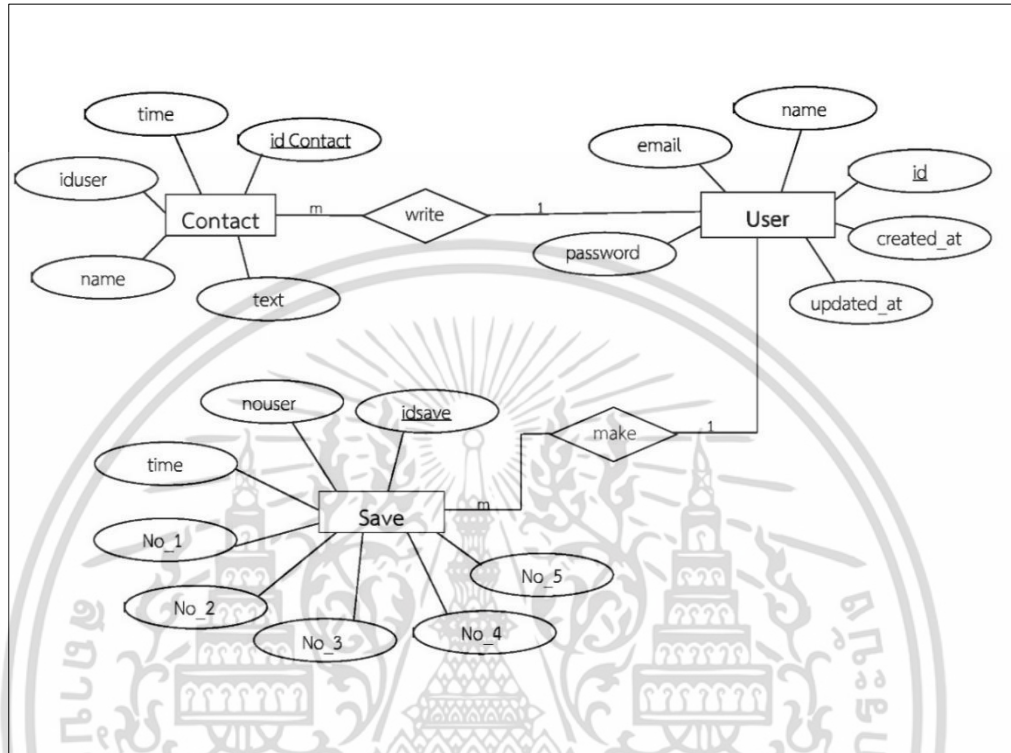 time
name
id Contact
email
id
iduser
Contact
m
write
1
User
created_at
name
text
password
updated_at
nouser
idsave
make
1
time
m
Save
No_1
No_5
No_2
No_3
No_4